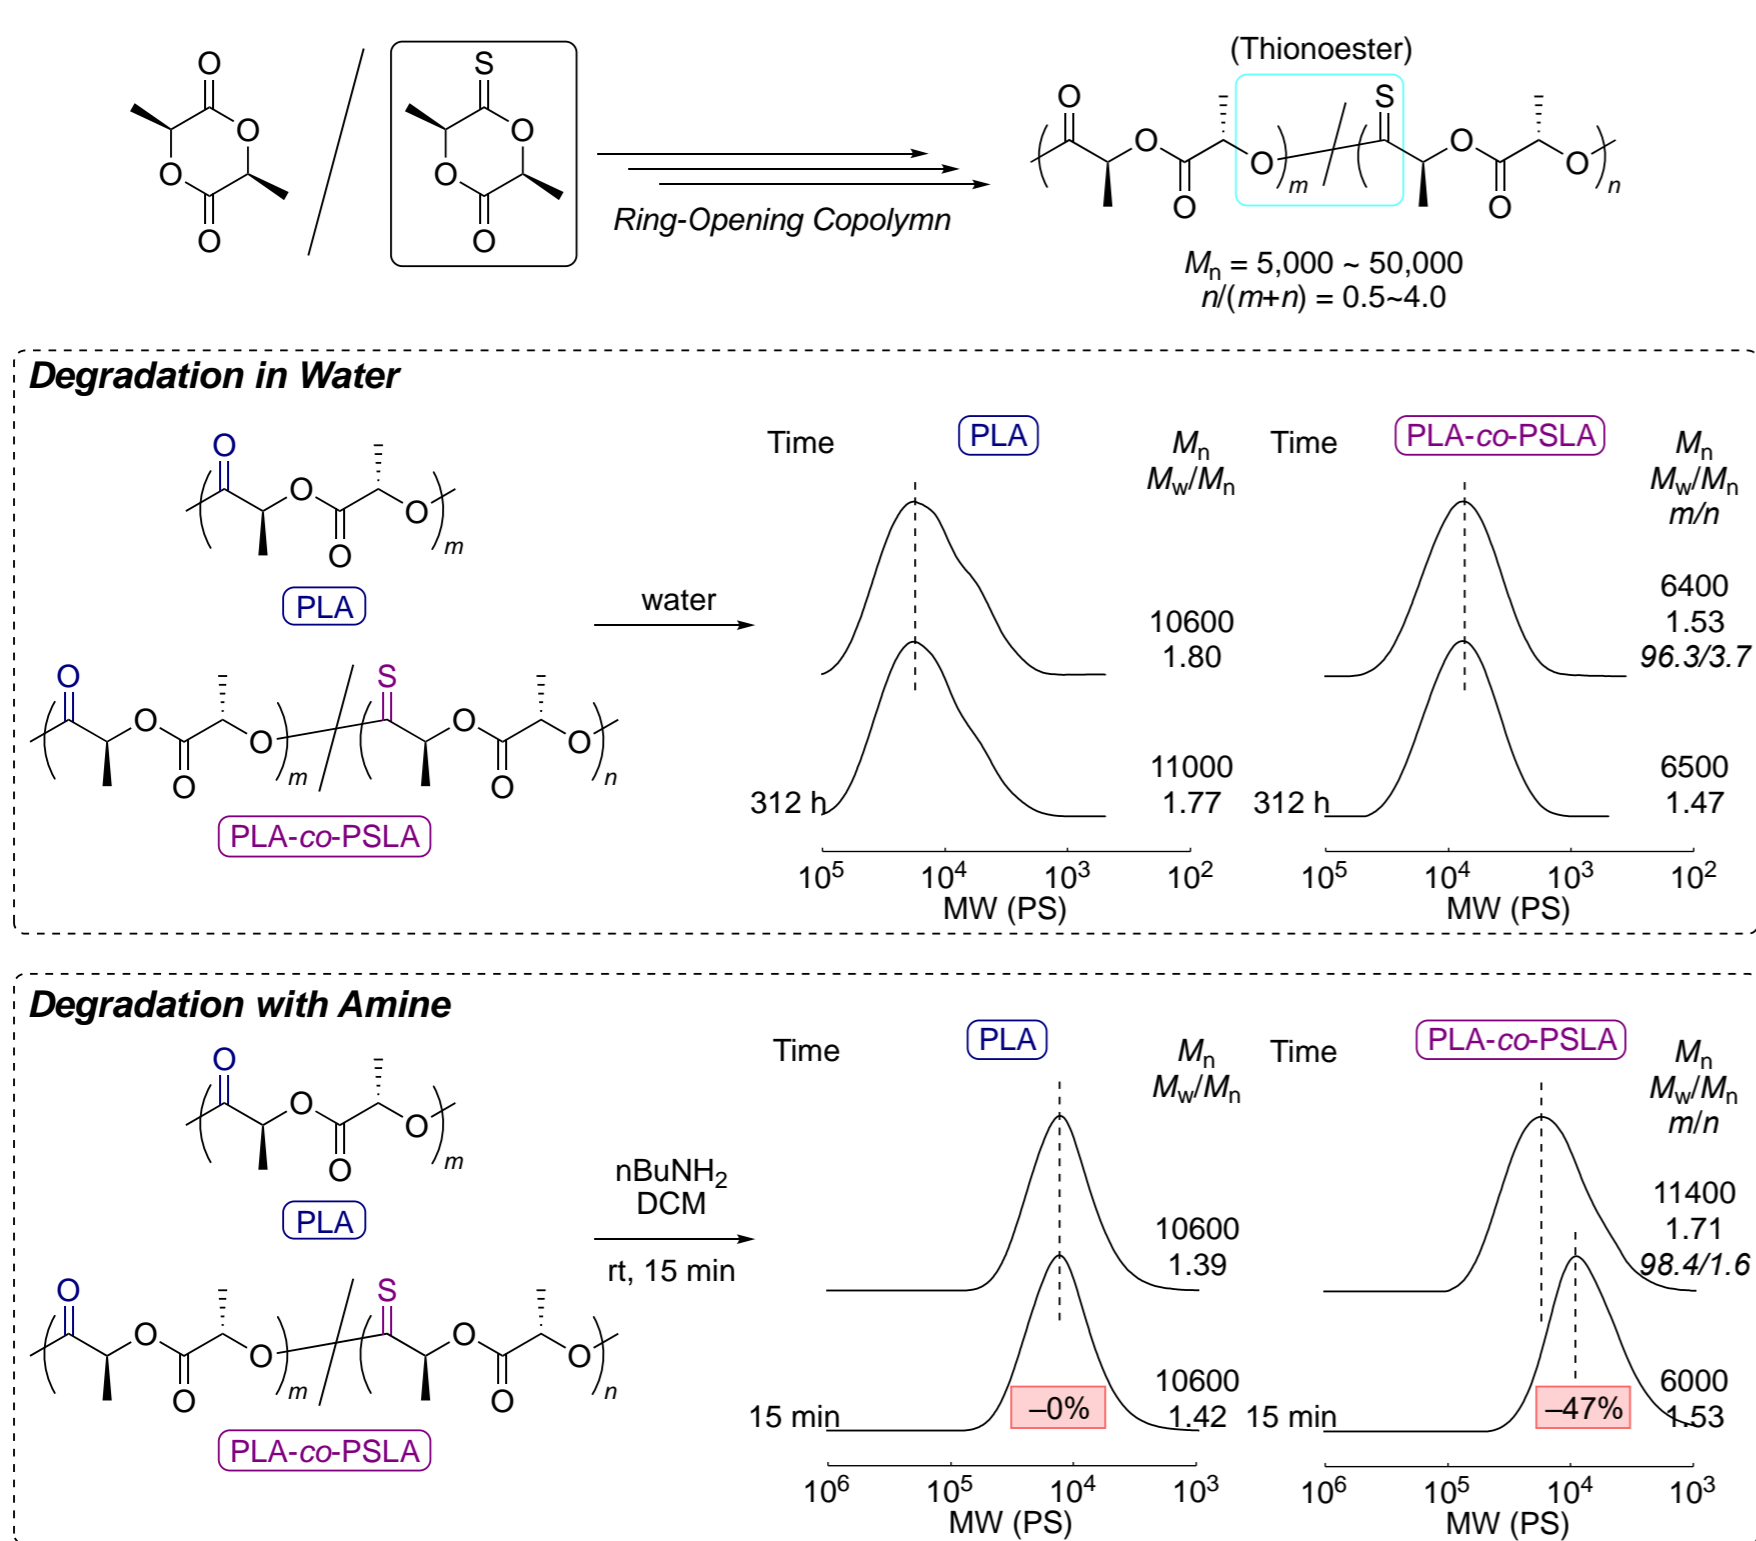 (Thionoester)
O
O
O
O
O
S
O
O
O
Ring-Opening Copolymn
O
O
O
O
m
S
O
O
O
n
Mn = 5,000 ~ 50,000
n/(m+n) = 0.5~4.0
Degradation in Water
O
O
O
O
m
PLA
O
O
O
O
m
S
O
O
O
n
PLA-co-PSLA
water
Time
PLA
Mn
Mw/Mn
10600
1.80
312 h
11000
1.77
10⁵ 10⁴ 10³ 10²
MW (PS)
Time
PLA-co-PSLA
Mn
Mw/Mn
m/n
6400
1.53
96.3/3.7
312 h
6500
1.47
10⁵ 10⁴ 10³ 10²
MW (PS)
Degradation with Amine
O
O
O
O
m
PLA
O
O
O
O
m
S
O
O
O
n
PLA-co-PSLA
nBuNH₂
DCM
rt, 15 min
Time
PLA
Mn
Mw/Mn
10600
1.39
15 min
–0%
10600
1.42
10⁶ 10⁵ 10⁴ 10³
MW (PS)
Time
PLA-co-PSLA
Mn
Mw/Mn
m/n
11400
1.71
98.4/1.6
15 min
–47%
6000
1.53
10⁶ 10⁵ 10⁴ 10³
MW (PS)